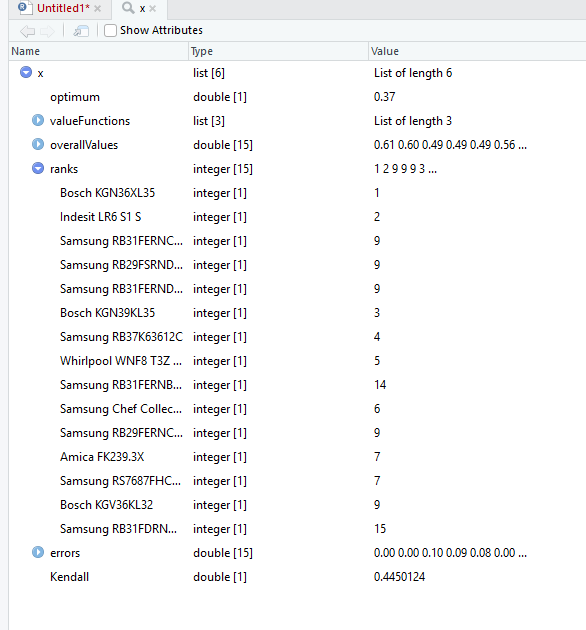 Untitled1*
x
Show Attributes
Name Type Value
x list [6] List of length 6
optimum double [1] 0.37
valueFunctions list [3] List of length 3
overallValues double [15] 0.61 0.60 0.49 0.49 0.49 0.56 ...
ranks integer [15] 1 2 9 9 9 3 ...
Bosch KGN36XL35 integer [1] 1
Indesit LR6 S1 S integer [1] 2
Samsung RB31FERNC... integer [1] 9
Samsung RB29FSRND... integer [1] 9
Samsung RB31FERND... integer [1] 9
Bosch KGN39KL35 integer [1] 3
Samsung RB37K63612C integer [1] 4
Whirlpool WNF8 T3Z ... integer [1] 5
Samsung RB31FERNB... integer [1] 14
Samsung Chef Collec... integer [1] 6
Samsung RB29FERNC... integer [1] 9
Amica FK239.3X integer [1] 7
Samsung RS7687FHC... integer [1] 7
Bosch KGV36KL32 integer [1] 9
Samsung RB31FDRN... integer [1] 15
errors double [15] 0.00 0.00 0.10 0.09 0.08 0.00 ...
Kendall double [1] 0.4450124